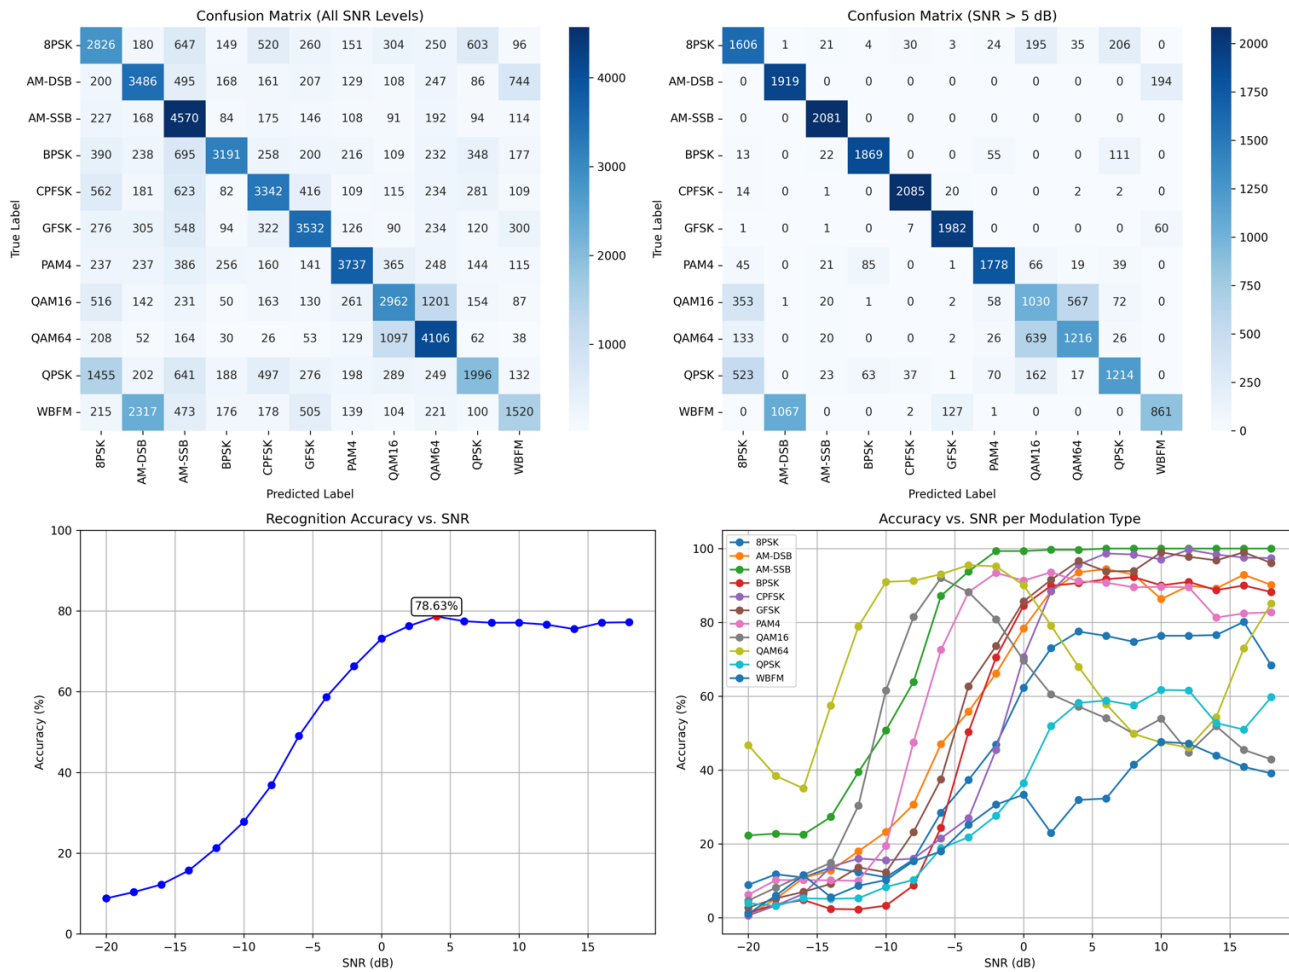 Confusion Matrix (All SNR Levels)
8PSK 2826 180 647 149 520 260 151 304 250 603 96
AM-DSB 200 3486 495 168 161 207 129 108 247 86 744
AM-SSB 227 168 4570 84 175 146 108 91 192 94 114
BPSK 390 238 695 3191 258 200 216 109 232 348 177
CPFSK 562 181 623 82 3342 416 109 115 234 281 109
GFSK 276 305 548 94 322 3532 126 90 234 120 300
PAM4 237 237 386 256 160 141 3737 365 248 144 115
QAM16 516 142 231 50 163 130 261 2962 1201 154 87
QAM64 208 52 164 30 26 53 129 1097 4106 62 38
QPSK 1455 202 641 188 497 276 198 289 249 1996 132
WBFM 215 2317 473 176 178 505 139 104 221 100 1520
8PSK AM-DSB AM-SSB BPSK CPFSK GFSK PAM4 QAM16 QAM64 QPSK WBFM
Predicted Label
True Label
4000
3000
2000
1000
Confusion Matrix (SNR > 5 dB)
8PSK 1606 1 21 4 30 3 24 195 35 206 0
AM-DSB 0 1919 0 0 0 0 0 0 0 0 194
AM-SSB 0 0 2081 0 0 0 0 0 0 0 0
BPSK 13 0 22 1869 0 0 55 0 0 111 0
CPFSK 14 0 1 0 2085 20 0 0 2 2 0
GFSK 1 0 0 0 7 1982 0 0 0 0 60
PAM4 45 0 21 85 0 1 1778 66 19 39 0
QAM16 353 1 20 1 0 2 58 1030 567 72 0
QAM64 133 0 20 0 0 2 26 639 1216 26 0
QPSK 523 0 23 63 37 1 70 162 17 1214 0
WBFM 0 1067 0 0 2 127 1 0 0 0 861
8PSK AM-DSB AM-SSB BPSK CPFSK GFSK PAM4 QAM16 QAM64 QPSK WBFM
Predicted Label
True Label
2000
1750
1500
1250
1000
750
500
250
0
Recognition Accuracy vs. SNR
100
80
60
40
20
0
78.63%
−20 −15 −10 −5 0 5 10 15
SNR (dB)
Accuracy (%)
Accuracy vs. SNR per Modulation Type
100
80
60
40
20
0
8PSK
AM-DSB
AM-SSB
BPSK
CPFSK
GFSK
PAM4
QAM16
QAM64
QPSK
WBFM
−20 −15 −10 −5 0 5 10 15
SNR (dB)
Accuracy (%)